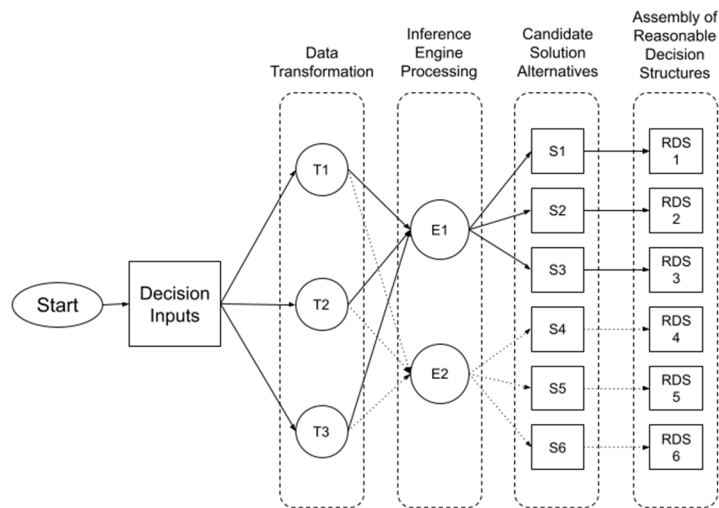 Data
Transformation
Inference
Engine
Processing
Candidate
Solution
Alternatives
Assembly of
Reasonable
Decision
Structures
Start
Decision
Inputs
T1
T2
T3
E1
E2
S1
S2
S3
S4
S5
S6
RDS
1
RDS
2
RDS
3
RDS
4
RDS
5
RDS
6